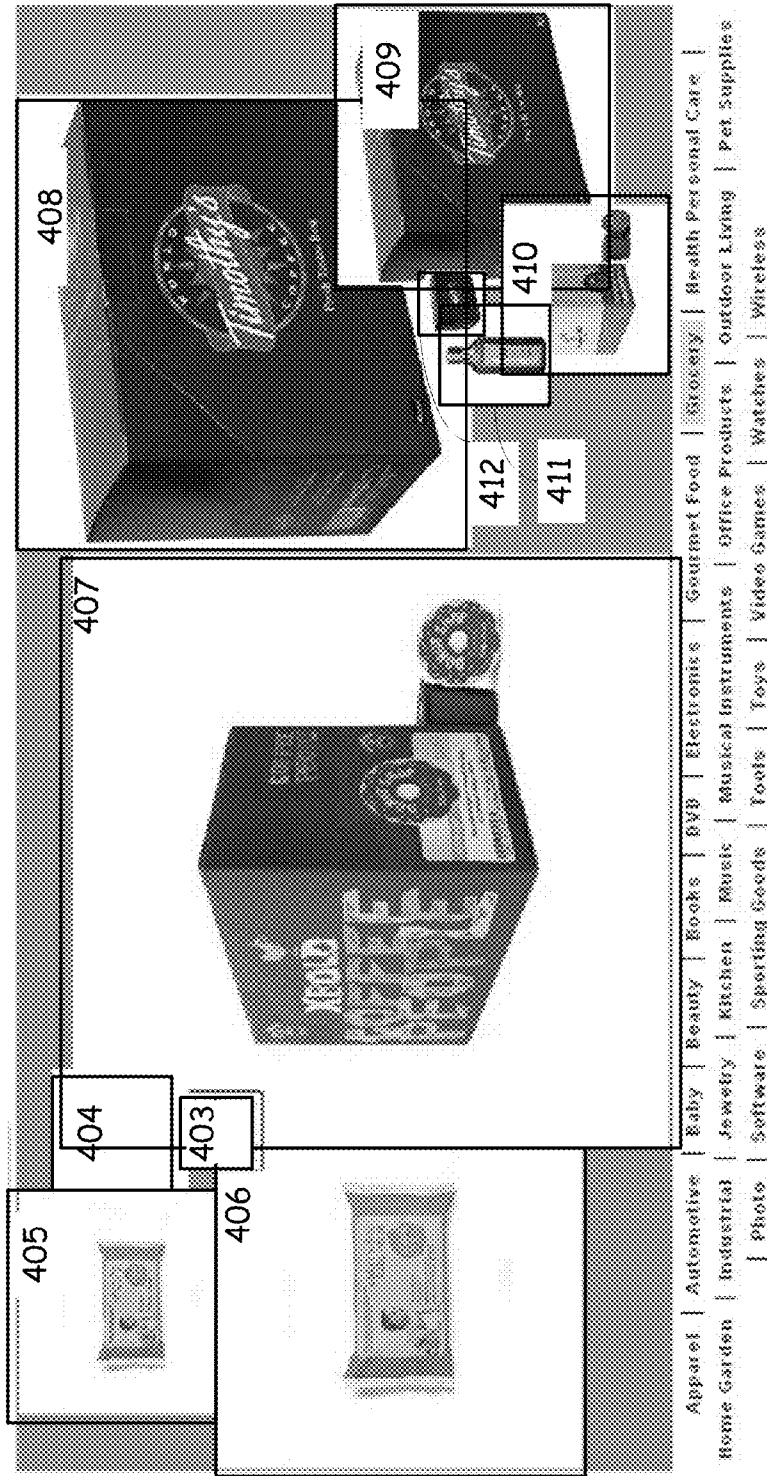 405
404
403
406
407
408
409
410
412
411
Timothy's
Apparel | Automotive | Baby | Beauty | Books | DVD | Electronics | Gourmet Food | Grocery | Health Personal Care |
Home Garden | Industrial | Jewelry | Kitchen | Music | Musical Instruments | Office Products | Outdoor Living | Pet Supplies
| Photo | Software | Sporting Goods | Tools | Toys | Video Games | Watches | Wireless